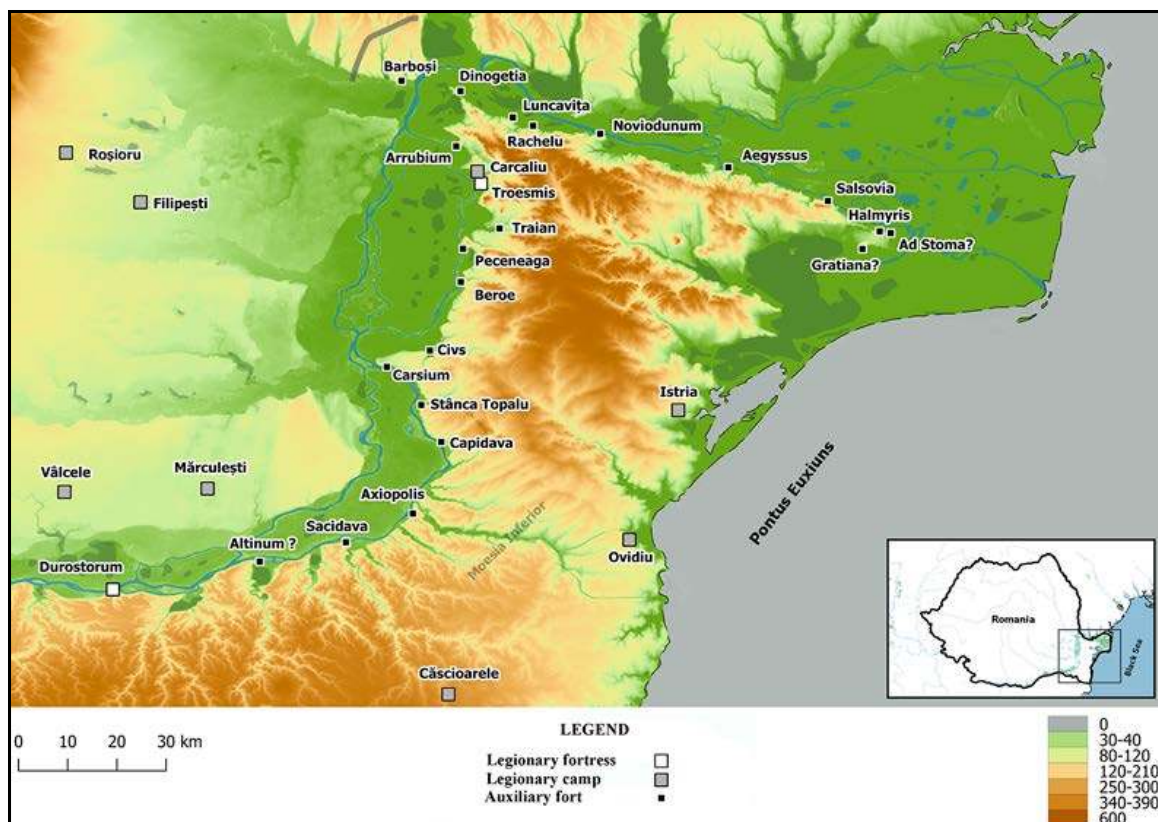 Barboși
Dinogetia
Luncavița
Rachelu
Noviodunum
Roșioru
Arrubium
Carcaliu
Aegyssus
Troesmis
Salsovia
Filipești
Halmyris
Traian
Ad Stoma?
Peceneaga
Gratiana?
Beroe
Civs
Carsium
Istria
Stânca Topalu
Capidava
Pontus Euxiuns
Vâlcele
Mărculești
Axiopolis
Sacidava
Moesia Inferior
Altinum ?
Durostorum
Ovidiu
Romania
Black Sea
Căscioarele
LEGEND
0 10 20 30 km
Legionary fortress
Legionary camp
Auxiliary fort
0
30-40
80-120
120-210
250-300
340-390
600